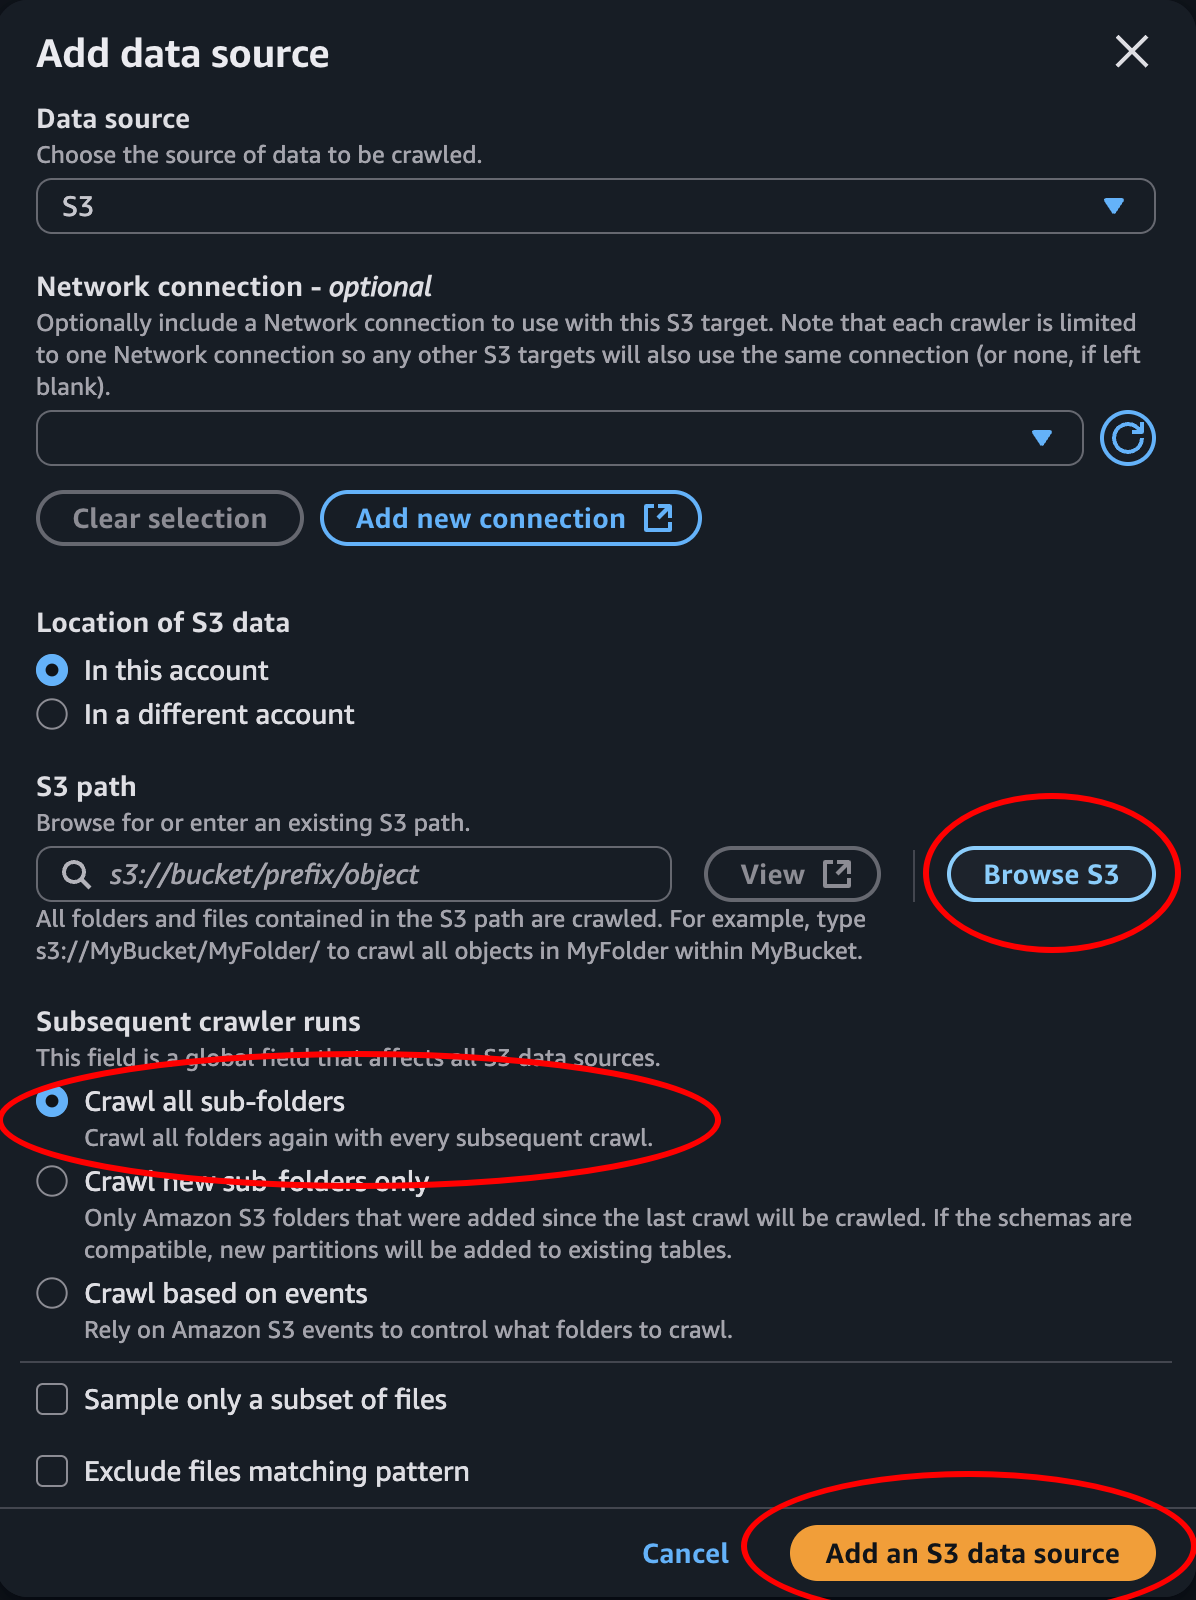 Add data source
Data source
Choose the source of data to be crawled.
S3
Network connection - optional
Optionally include a Network connection to use with this S3 target. Note that each crawler is limited
to one Network connection so any other S3 targets will also use the same connection (or none, if left
blank).
Clear selection
Add new connection
Location of S3 data
In this account
In a different account
S3 path
Browse for or enter an existing S3 path.
s3://bucket/prefix/object
View
Browse S3
All folders and files contained in the S3 path are crawled. For example, type
s3://MyBucket/MyFolder/ to crawl all objects in MyFolder within MyBucket.
Subsequent crawler runs
This field is a global field that affects all S3 data sources.
Crawl all sub-folders
Crawl all folders again with every subsequent crawl.
Crawl new sub-folders only
Only Amazon S3 folders that were added since the last crawl will be crawled. If the schemas are
compatible, new partitions will be added to existing tables.
Crawl based on events
Rely on Amazon S3 events to control what folders to crawl.
Sample only a subset of files
Exclude files matching pattern
Cancel
Add an S3 data source